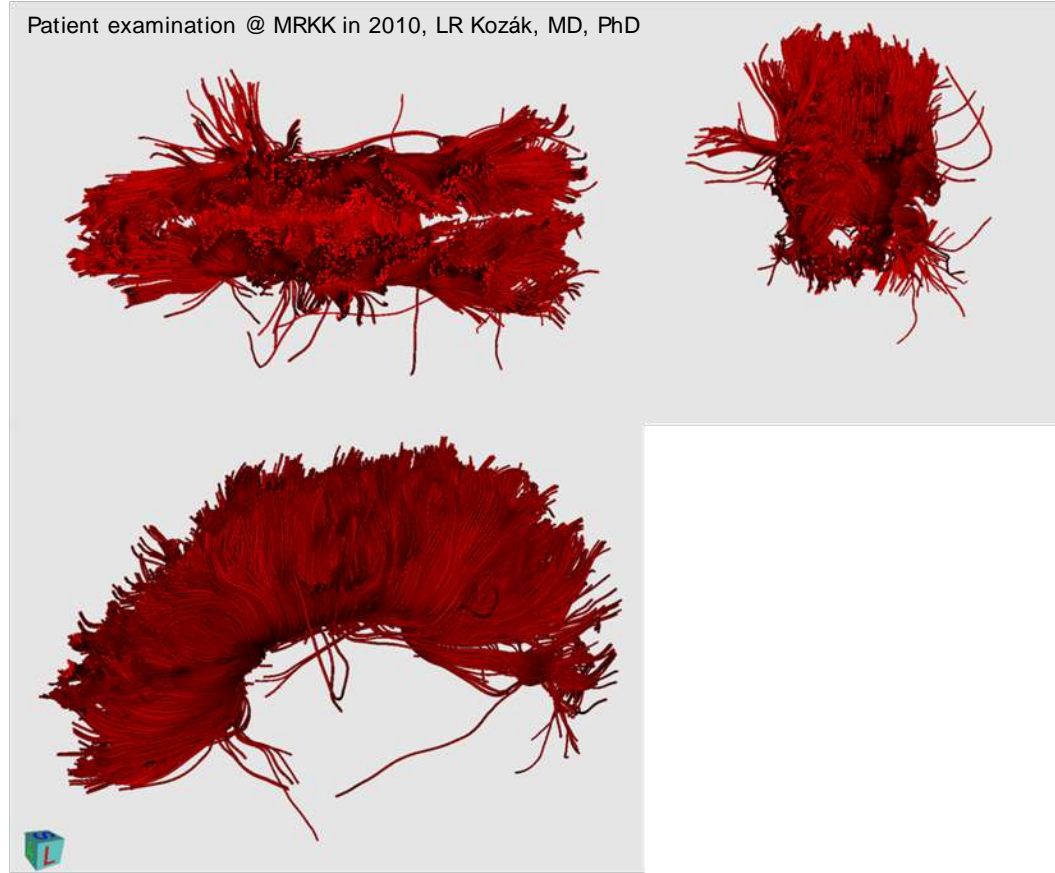 Patient examination @ MRKK in 2010, LR Kozák, MD, PhD
S
L